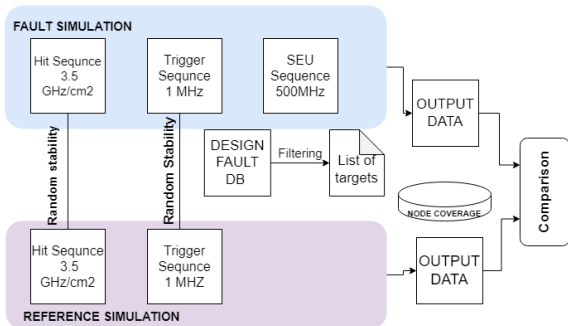 FAULT SIMULATION
Hit Sequnce
3.5
GHz/cm2
Trigger
Sequnce
1 MHz
SEU
Sequence
500MHz
OUTPUT
DATA
Random stability
Random Stability
DESIGN
FAULT
DB
Filtering
List of
targets
NODE COVERAGE
Comparison
Hit Sequnce
3.5
GHz/cm2
Trigger
Sequnce
1 MHZ
OUTPUT
DATA
REFERENCE SIMULATION